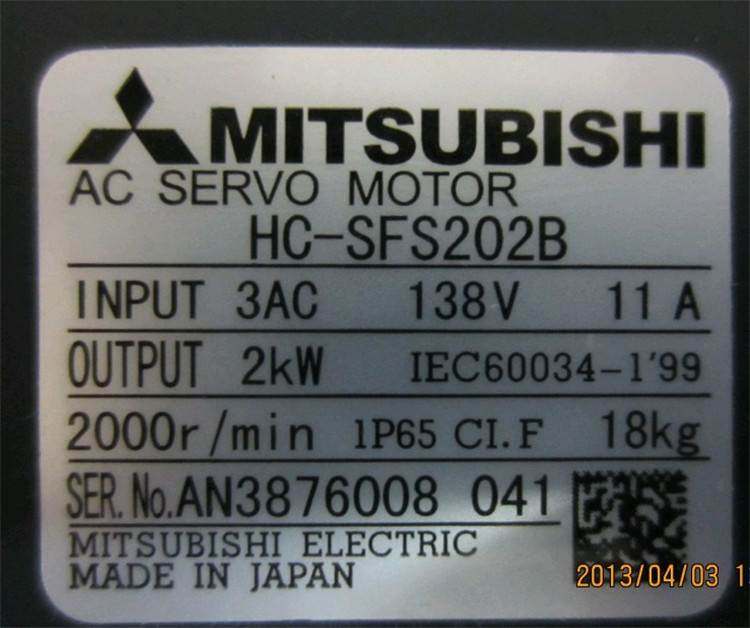 MITSUBISHI
AC SERVO MOTOR
HC-SFS202B
INPUT 3AC 138V 11 A
OUTPUT 2kW IEC60034-1'99
2000r/min IP65 CI.F 18kg
SER.No.AN3876008 041
MITSUBISHI ELECTRIC
MADE IN JAPAN
2013/04/03